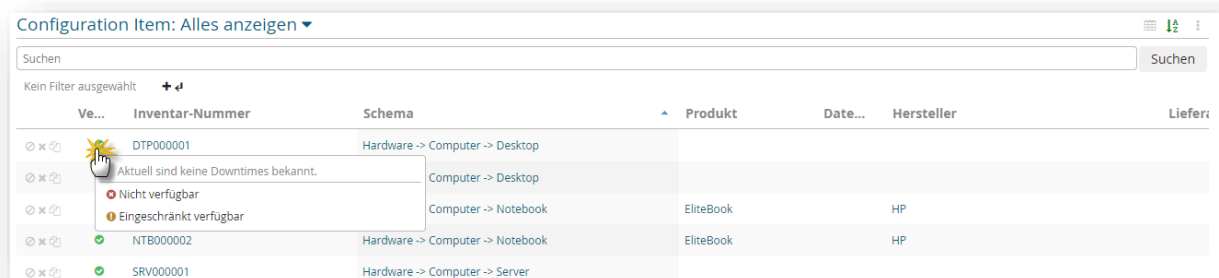 Configuration Item: Alles anzeigen
Suchen Suchen
Kein Filter ausgewählt
Ve... Inventar-Nummer Schema Produkt Date... Hersteller Liefera
DTP000001 Hardware -> Computer -> Desktop
Aktuell sind keine Downtimes bekannt. Computer -> Desktop
Nicht verfügbar
Computer -> Notebook EliteBook HP
Eingeschränkt verfügbar
NTB000002 Hardware -> Computer -> Notebook EliteBook HP
SRV000001 Hardware -> Computer -> Server